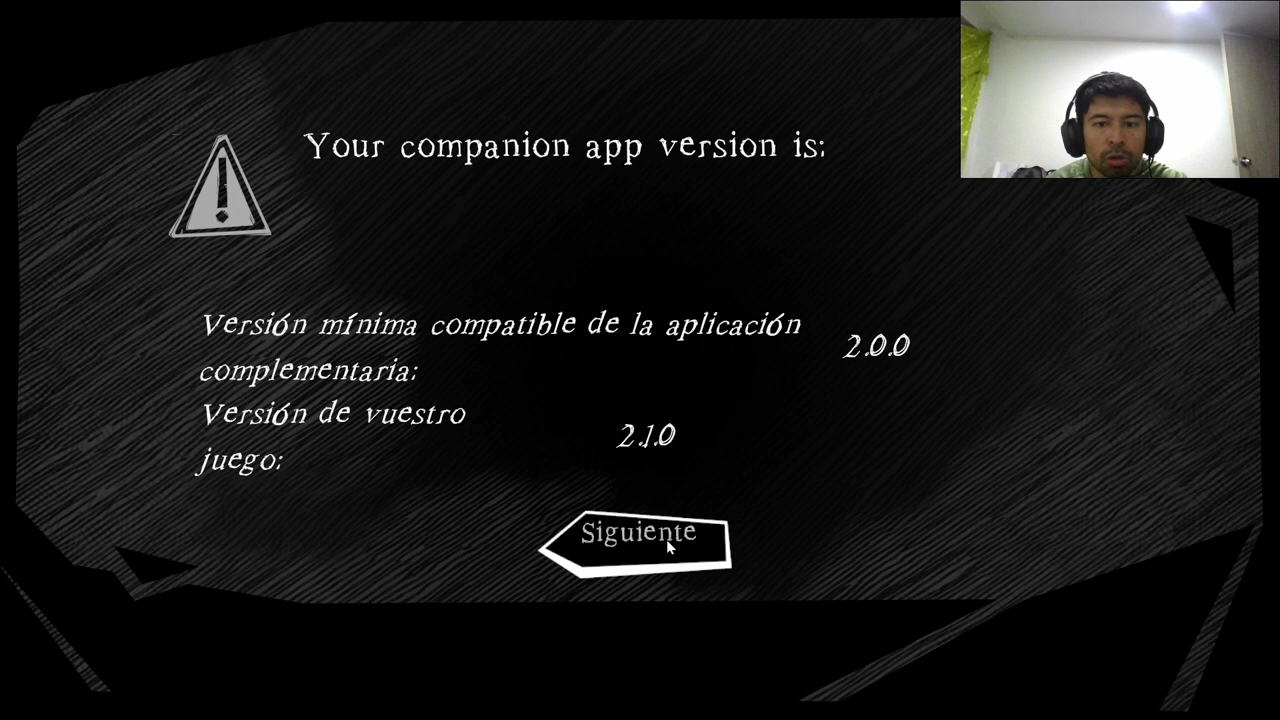 Your companion app version is:
Versión mínima compatible de la aplicación
complementaria:
2.0.0
Versión de vuestro
juego:
2.1.0
Siguiente